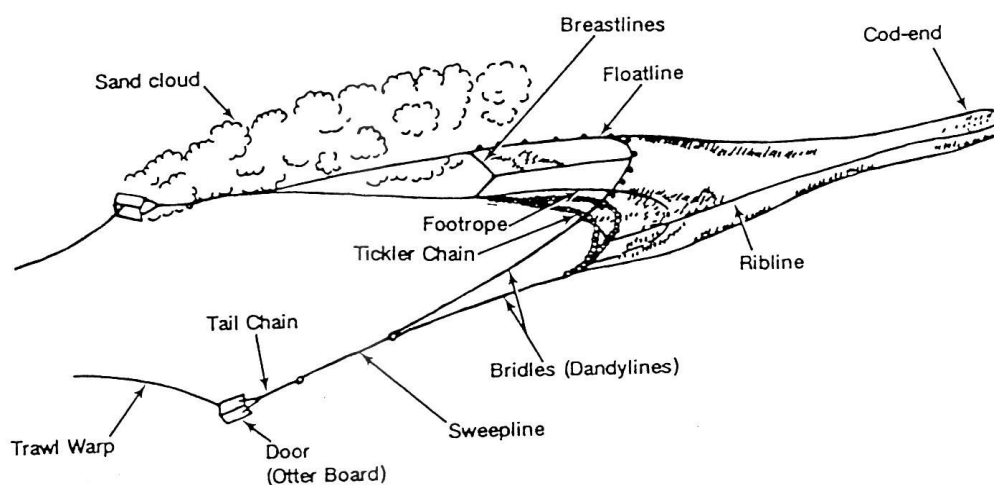 Breastlines
Cod-end
Floatline
Sand cloud
Footrope
Tickler Chain
Ribline
Tail Chain
Bridles (Dandylines)
Trawl Warp
Door
(Otter Board)
Sweepline